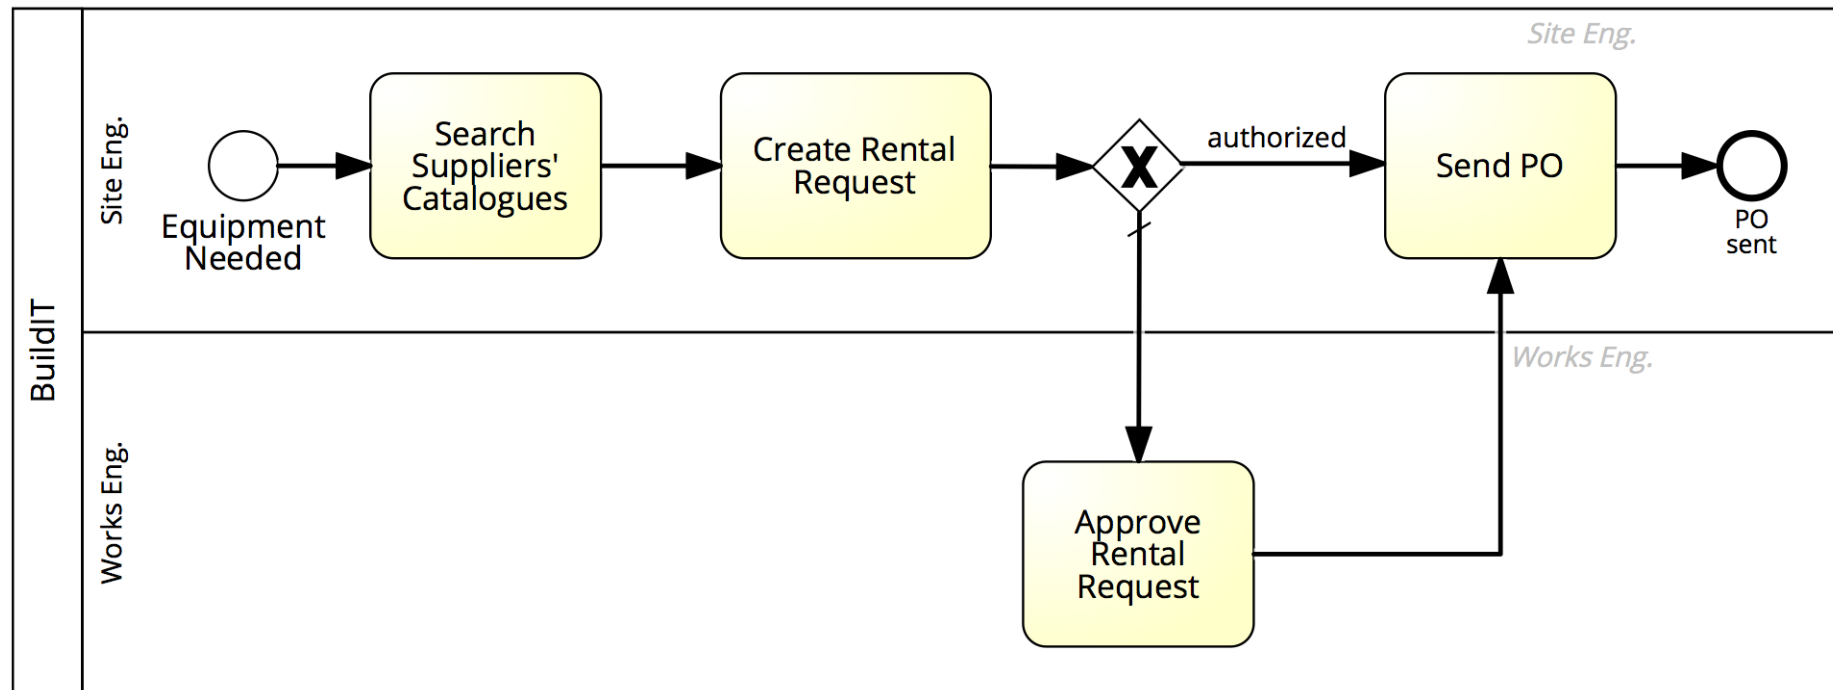 BuildIT
Site Eng.
Site Eng.
Equipment
Needed
Search
Suppliers'
Catalogues
Create Rental
Request
X
authorized
Send PO
PO
sent
Works Eng.
Works Eng.
Approve
Rental
Request